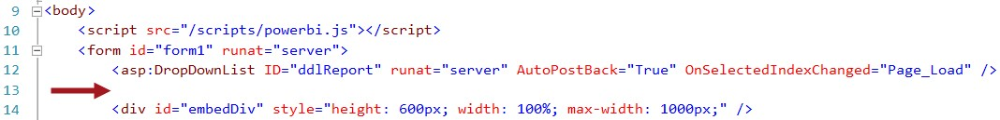 9 <body>
10 <script src="/scripts/powerbi.js"></script>
11 <form id="form1" runat="server">
12 <asp:DropDownList ID="ddlReport" runat="server" AutoPostBack="True" OnSelectedIndexChanged="Page_Load" />
13
14 <div id="embedDiv" style="height: 600px; width: 100%; max-width: 1000px;" />